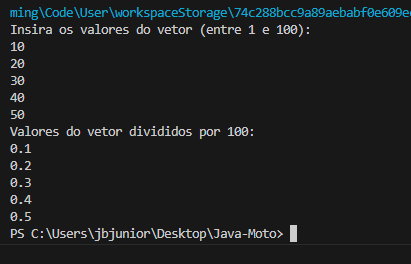 ming\Code\User\workspaceStorage\74c288bcc9a89aebabf0e609e
Insira os valores do vetor (entre 1 e 100):
10
20
30
40
50
Valores do vetor divididos por 100:
0.1
0.2
0.3
0.4
0.5
PS C:\Users\jbjunior\Desktop\Java-Moto>